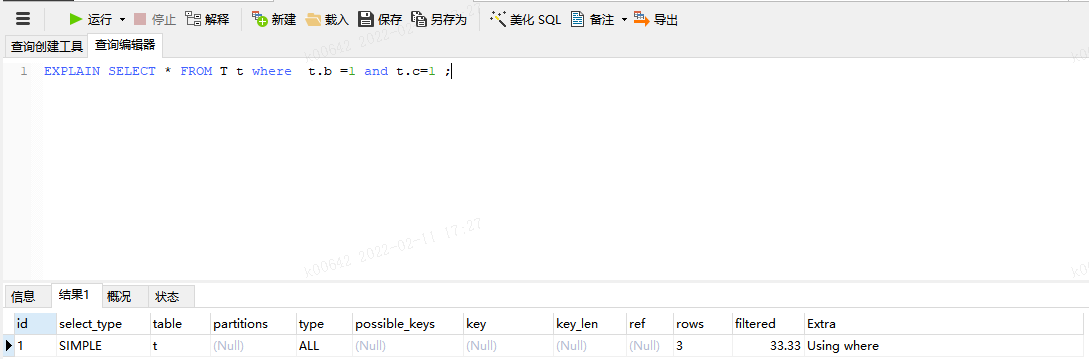 运行 停止 解释 新建 载入 保存 另存为 美化 SQL 备注 导出
查询创建工具 查询编辑器
1 EXPLAIN SELECT * FROM T t where  t.b =1 and t.c=1 ;
k00642 2022-02-11 17:27
k00642 2022-02-11 17:27
信息 结果1 概况 状态
id select_type table partitions type possible_keys key key_len ref rows filtered Extra
1 SIMPLE t (Null) ALL (Null) (Null) (Null) (Null) 3 33.33 Using where